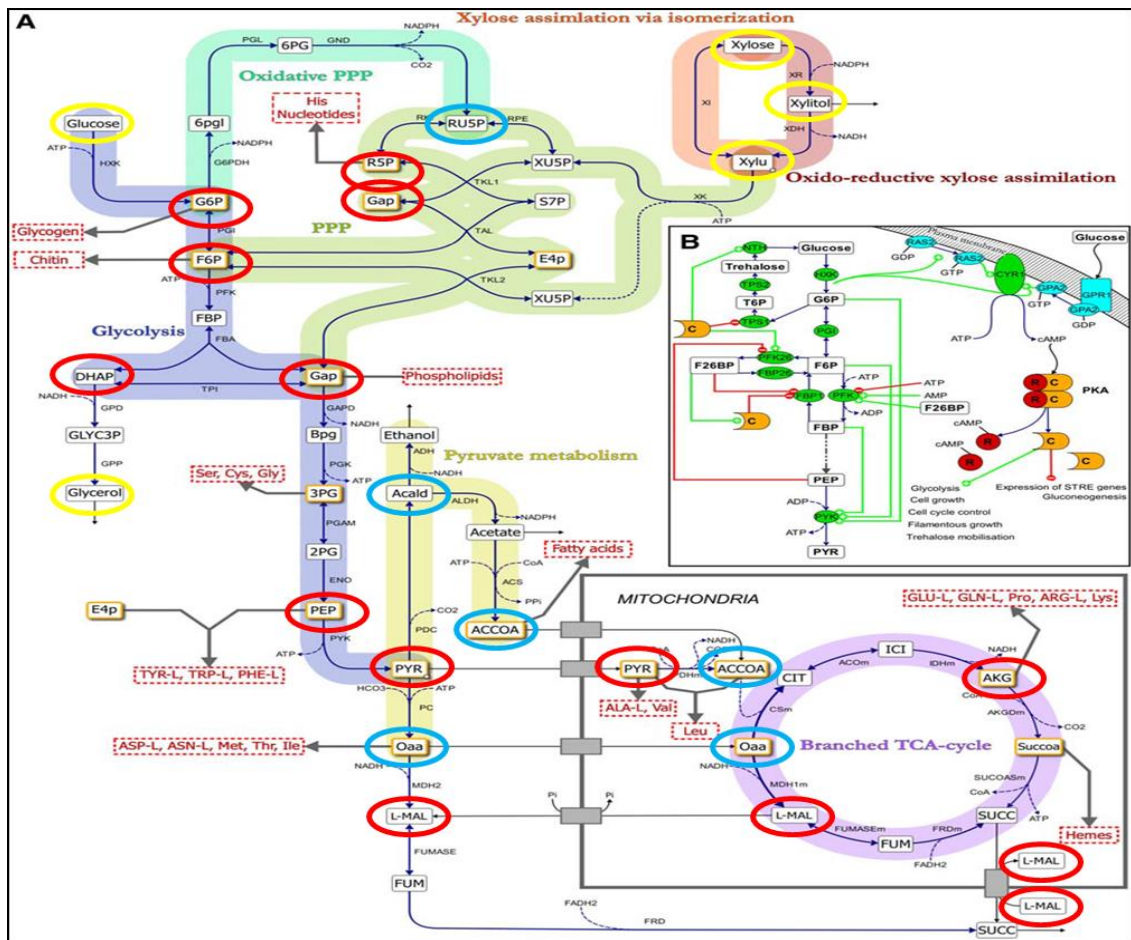 A
Xylose assimlation via isomerization
NADPH
PGL
6PG
GND
CO2
Oxidative PPP
Xylose
XR
NADPH
XI
Xylitol
XDH
NADH
Xylu
Oxido-reductive xylose assimilation
His
Nucleotides
Glucose
ATP
HXK
6pgl
NADPH
G6PDH
RU5P
RPE
R5P
XU5P
TKL1
Gap
S7P
XK
ATP
G6P
Glycogen
PGI
PPP
TAL
Chitin
F6P
E4p
TKL2
ATP
PFK
XU5P
FBP
Glycolysis
FBA
DHAP
Gap
Phospholipids
TPI
NADH
GPD
GAPD
NADH
GLYC3P
Bpg
Ethanol
ADH
NADH
Pyruvate metabolism
GPP
PGK
ATP
Ser, Cys, Gly
Glycerol
3PG
Acald
ALDH
NADPH
PGAM
Acetate
2PG
ATP
CoA
Fatty acids
ENO
ACS
PPi
E4p
PEP
CO2
PDC
ACCOA
PYK
ATP
TYR-L, TRP-L, PHE-L
PYR
HCO3
ATP
PC
ASP-L, ASN-L, Met, Thr, Ile
Oaa
NADH
MDH2
L-MAL
FUMASE
FUM
FADH2
FRD
SUCC
B
Plasma membrane
NTH
Glucose
RAS2
GDP
RAS2
GTP
Glucose
Trehalose
HXK
CYR1
GPA2
GPR1
TPS2
GTP
GPA2
GDP
T6P
G6P
C
TPS1
PGI
ATP
cAMP
PFK26
F26BP
FBP26
F6P
R
C
R
C
PKA
ATP
ATP
FBP1
PFK
AMP
ADP
F26BP
C
FBP
cAMP
cAMP
R
C
C
R
PEP
Glycolysis
Cell growth
Cell cycle control
Filamentous growth
Trehalose mobilisation
Expression of STRE genes
Gluconeogenesis
ADP
PYK
ATP
PYR
MITOCHONDRIA
GLU-L, GLN-L, Pro, ARG-L, Lys
NADH
PYR
ACCOA
ALA-L, Val
Leu
ICI
ACOm
IDHm
NADH
CIT
AKG
CSm
AKGDm
CO2
Oaa
Branched TCA-cycle
Succoa
NADH
MDH1m
SUCOASm
CoA
ATP
Pi
Pi
L-MAL
FUMASEm
FUM
FRDm
FADH2
SUCC
Hemes
L-MAL
L-MAL